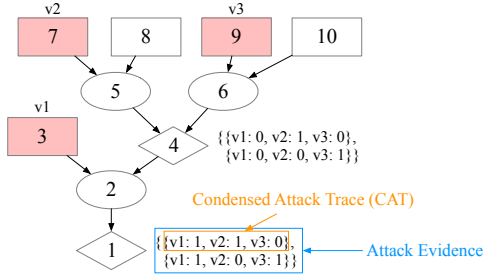 v2
v3
7
8
9
10
v1
5
6
3
4
{{v1: 0, v2: 1, v3: 0},
{v1: 0, v2: 0, v3: 1}}
2
Condensed Attack Trace (CAT)
1
{{v1: 1, v2: 1, v3: 0},
{v1: 1, v2: 0, v3: 1}}
Attack Evidence